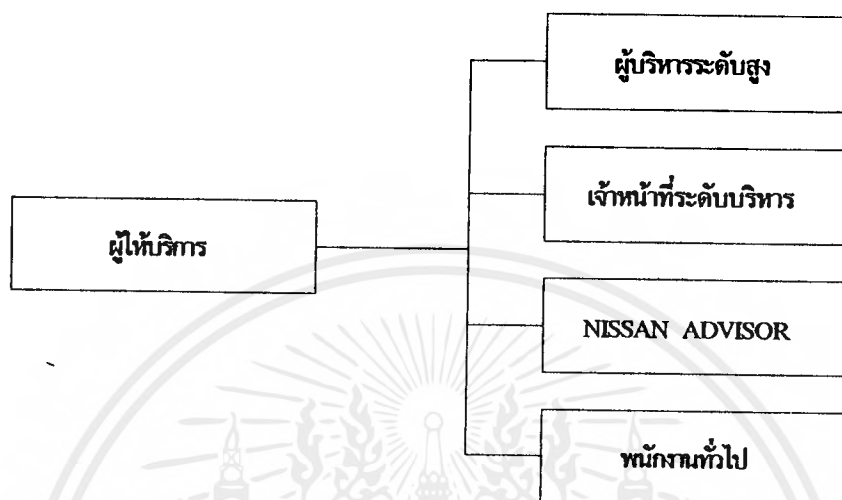 ผู้บริหารระดับสูง
เจ้าหน้าที่ระดับบริหาร
ผู้ให้บริการ
NISSAN ADVISOR
พนักงานทั่วไป